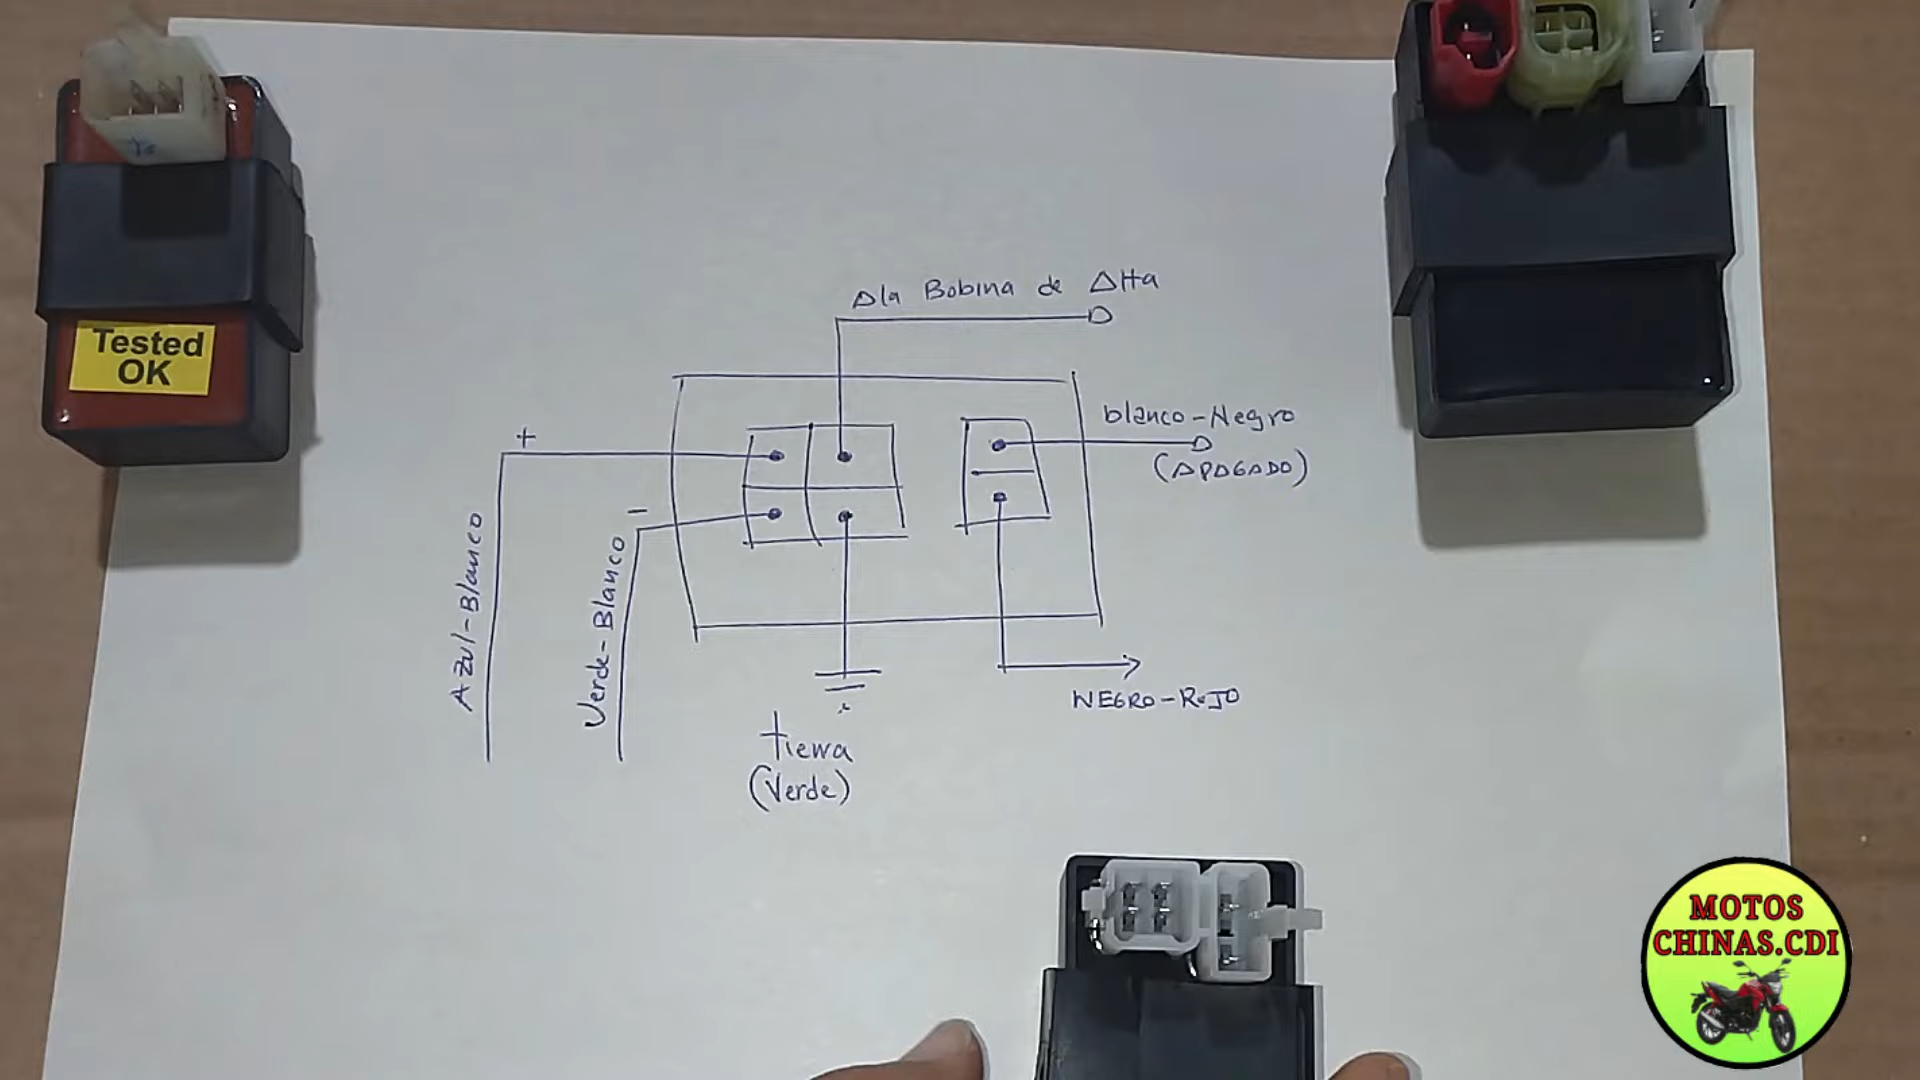 Tested
OK
A la Bobina de Alta
blanco-Negro
(APAGADO)
+
-
Azul-Blanco
Verde-Blanco
NEGRO-ROJO
tierra
(Verde)
MOTOS
CHINAS.CDI